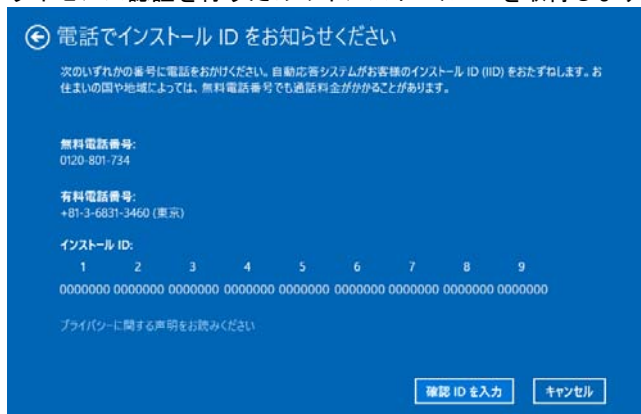 電話でインストール ID をお知らせください
次のいずれかの番号に電話をおかけください。自動応答システムがお客様のインストール ID (IID) をおたずねします。お
住まいの国や地域によっては、無料電話番号でも通話料金がかかることがあります。
無料電話番号:
0120-801-734
有料電話番号:
+81-3-6831-3460 (東京)
インストール ID:
1 2 3 4 5 6 7 8 9
0000000 0000000 0000000 0000000 0000000 0000000 0000000 0000000 0000000
プライバシーに関する声明をお読みください
確認 ID を入力 キャンセル